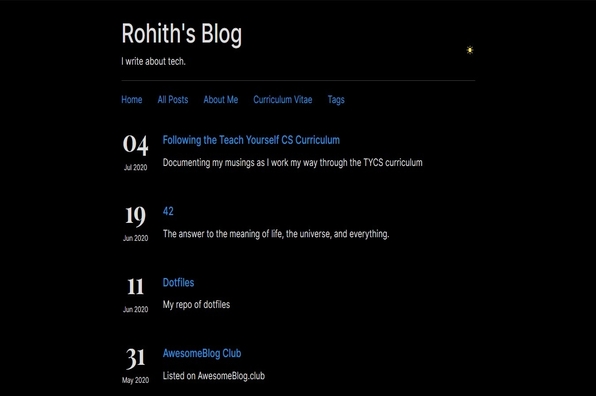 Rohith's Blog
I write about tech.
Home All Posts About Me Curriculum Vitae Tags
04
Jul 2020
Following the Teach Yourself CS Curriculum
Documenting my musings as I work my way through the TYCS curriculum
19
Jun 2020
42
The answer to the meaning of life, the universe, and everything.
11
Jun 2020
Dotfiles
My repo of dotfiles
31
May 2020
AwesomeBlog Club
Listed on AwesomeBlog.club